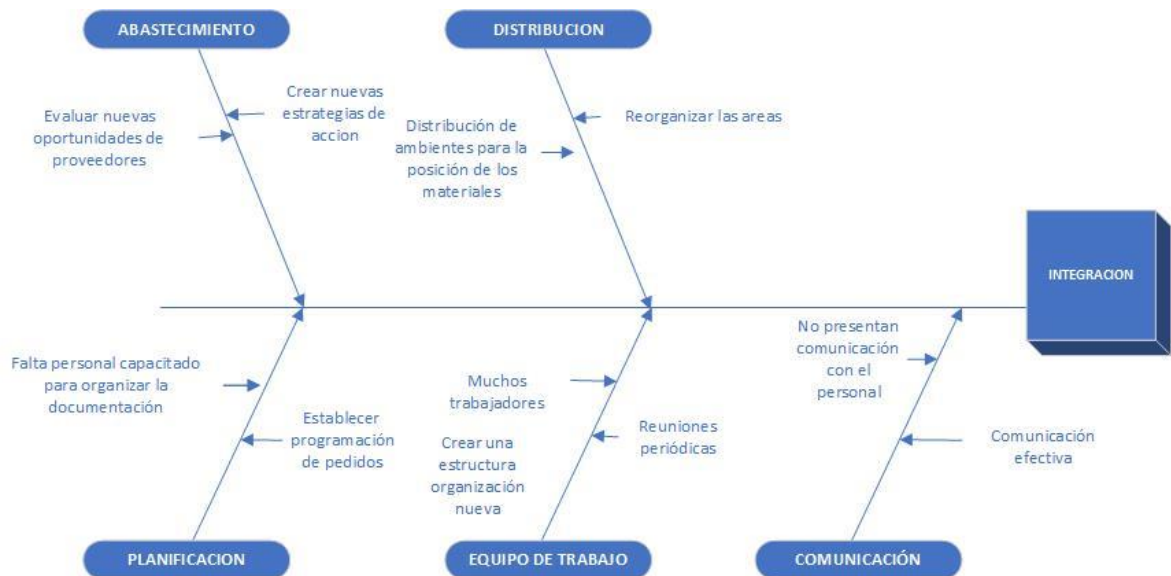 ABASTECIMIENTO
DISTRIBUCION
Crear nuevas
estrategias de
accion
Evaluar nuevas
oportunidades de
proveedores
Reorganizar las areas
Distribución de
ambientes para la
posición de los
materiales
INTEGRACION
No presentan
comunicación
con el
personal
Falta personal capacitado
para organizar la
documentación
Establecer
programación
de pedidos
Muchos
trabajadores
Reuniones
periódicas
Crear una
estructura
organización
nueva
Comunicación
efectiva
PLANIFICACION
EQUIPO DE TRABAJO
COMUNICACIÓN